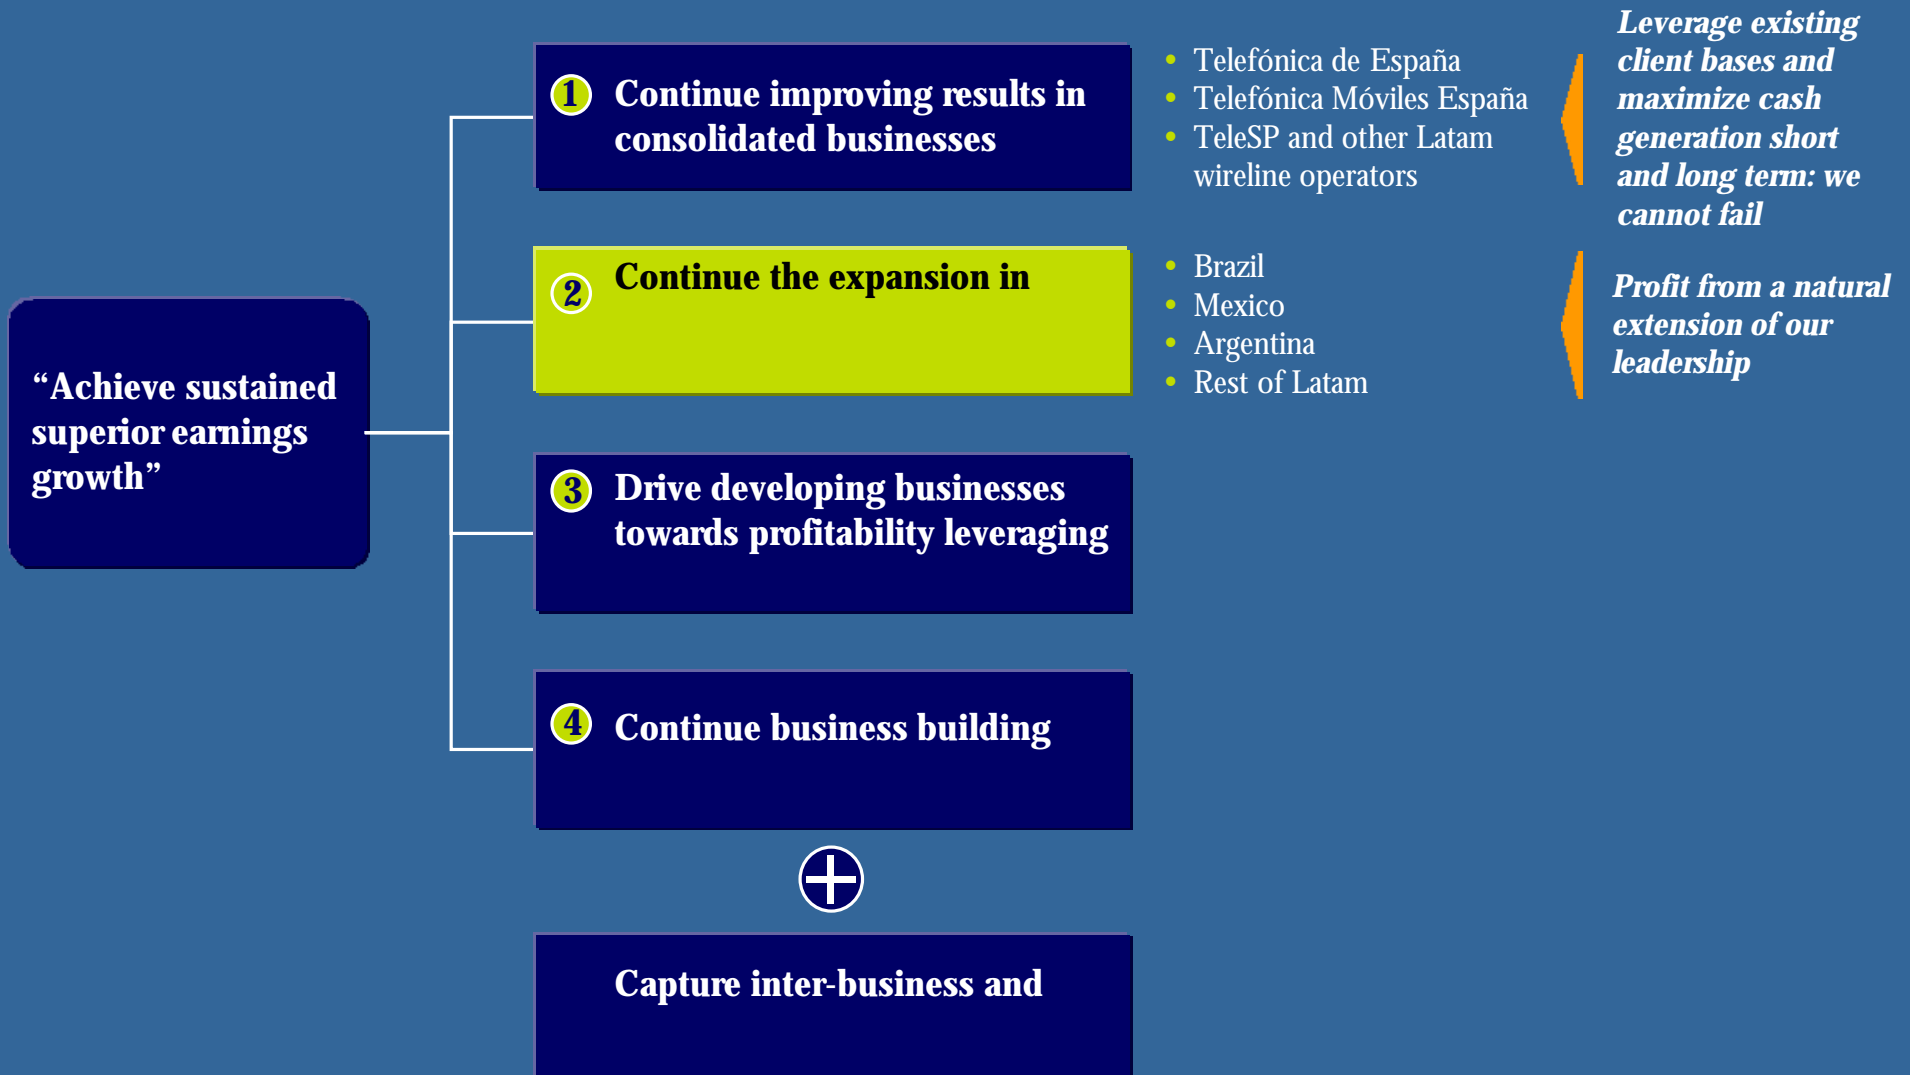 “Achieve sustained
superior earnings
growth”
1
Continue improving results in
consolidated businesses
• Telefónica de España
• Telefónica Móviles España
• TeleSP and other Latam
wireline operators
Leverage existing
client bases and
maximize cash
generation short
and long term: we
cannot fail
2
Continue the expansion in
• Brazil
• Mexico
• Argentina
• Rest of Latam
Profit from a natural
extension of our
leadership
3
Drive developing businesses
towards profitability leveraging
4
Continue business building
Capture inter-business and